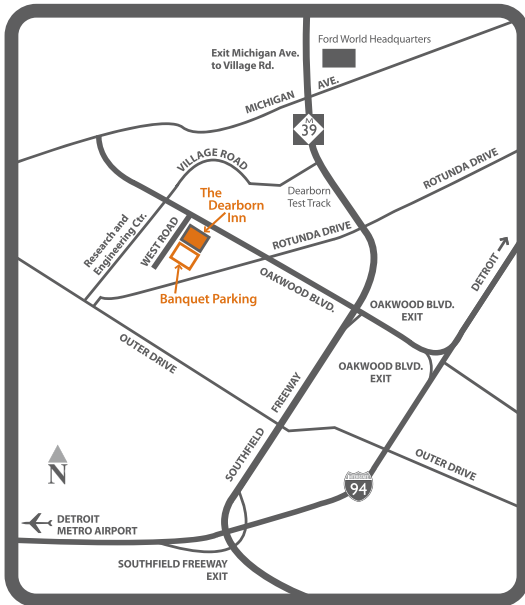 Ford World Headquarters
Exit Michigan Ave.
to Village Rd.
MICHIGAN AVE.
M
39
VILLAGE ROAD
ROTUNDA DRIVE
Dearborn
Test Track
The
Dearborn
Inn
Research and
Engineering Ctr.
WEST ROAD
ROTUNDA DRIVE
DETROIT
OAKWOOD BLVD.
Banquet Parking
OAKWOOD BLVD.
EXIT
OUTER DRIVE
OAKWOOD BLVD.
EXIT
SOUTHFIELD FREEWAY
OUTER DRIVE
N
94
DETROIT
METRO AIRPORT
SOUTHFIELD FREEWAY
EXIT